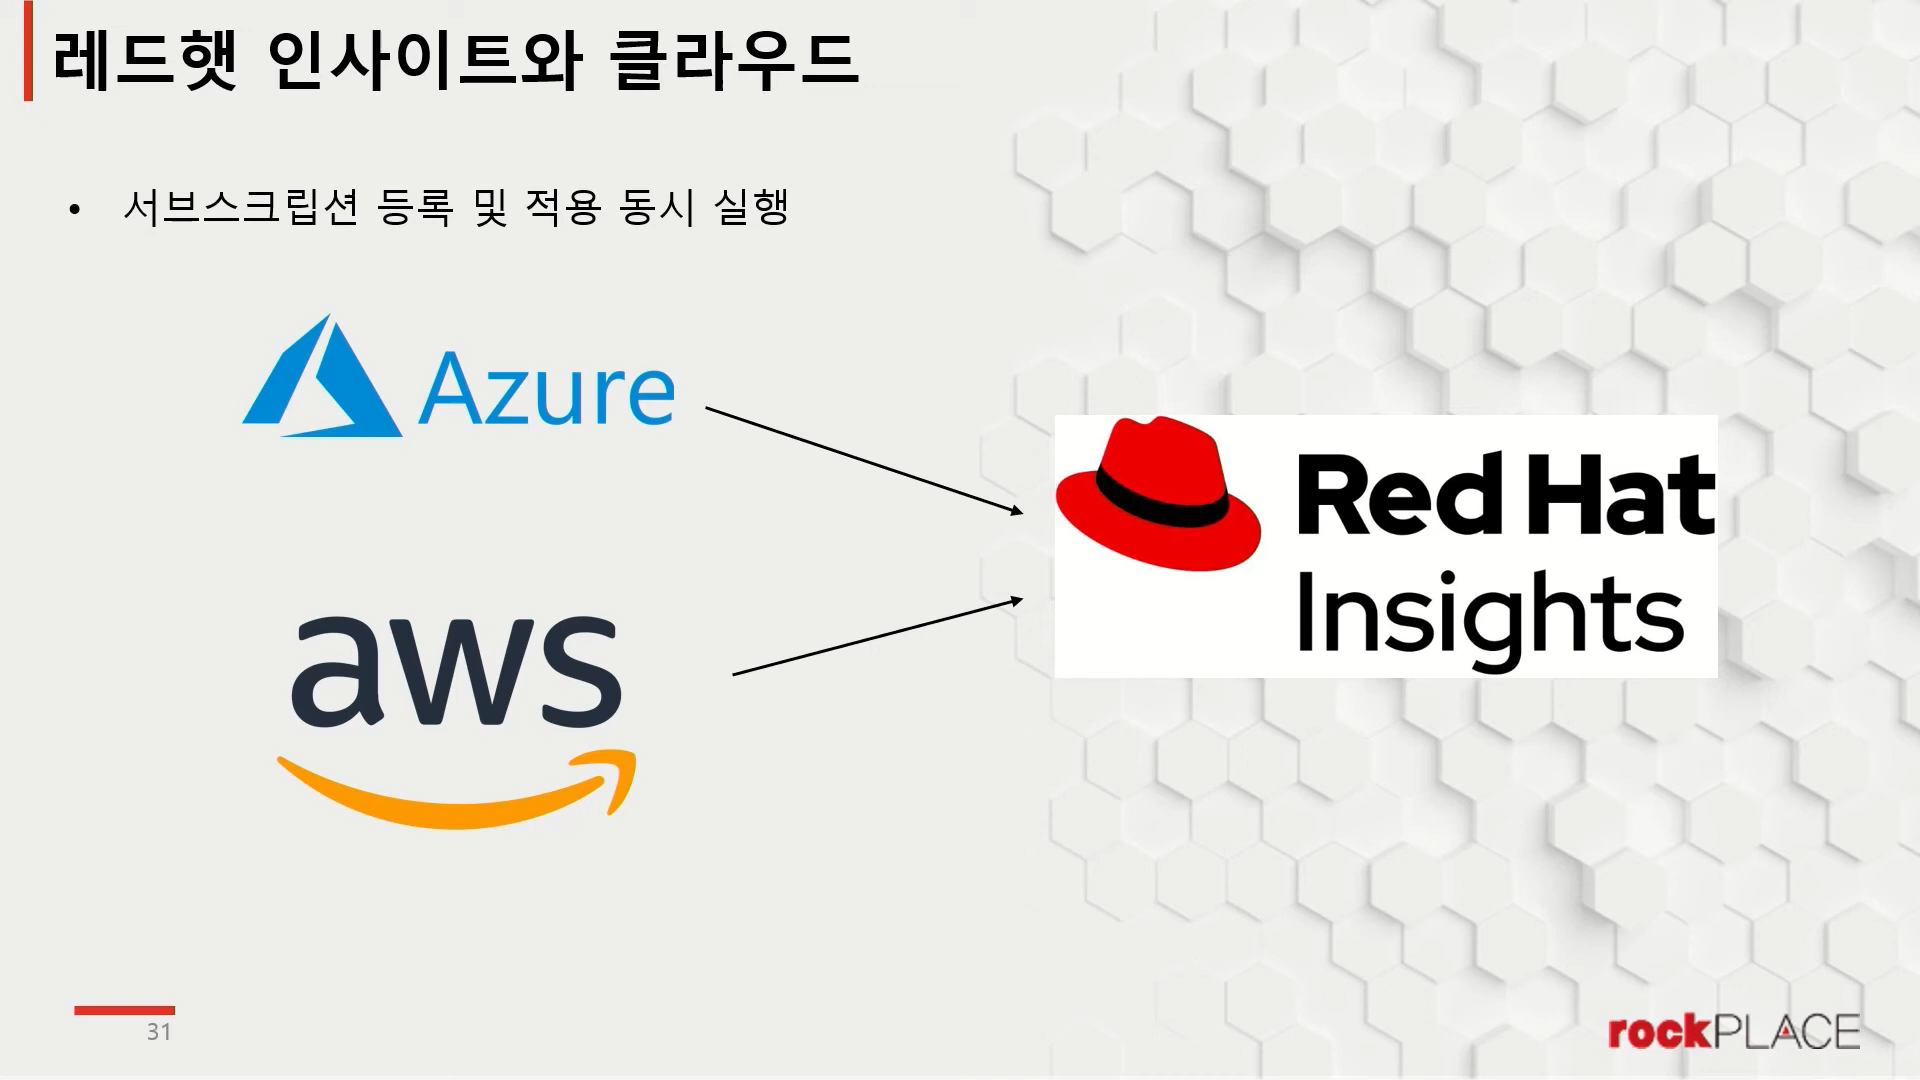 레드햇 인사이트와 클라우드
• 서브스크립션 등록 및 적용 동시 실행
Azure
Red Hat
Insights
aws
31
rockPLACE